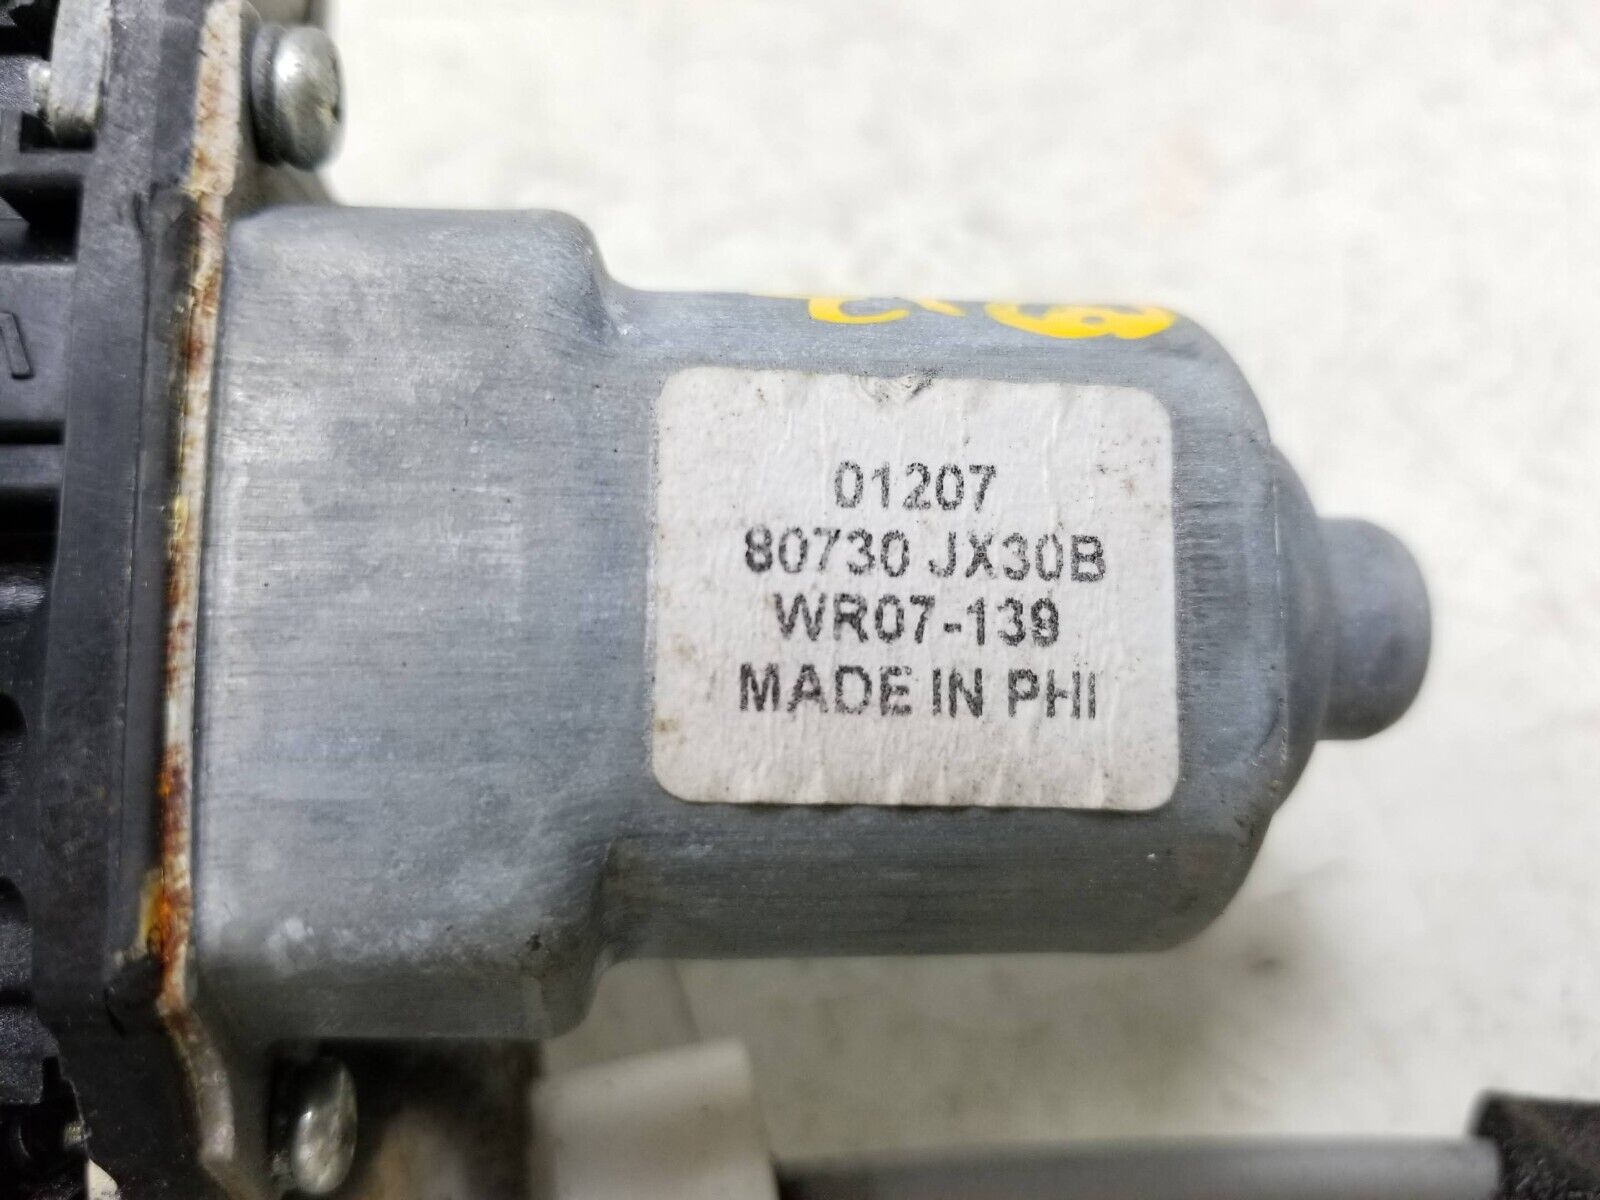 01207
80730 JX30B
WR07-139
MADE IN PHI